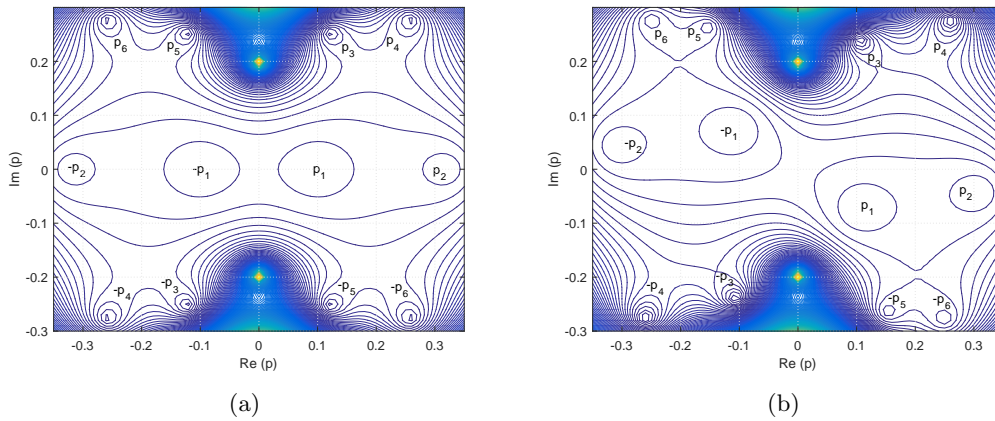 p6 p5 p3 p4
0.2
0.1
-p2 -p1 p1 p2
0
Im (p)
-0.1
-0.2
-p4 -p3 -p5 -p6
-0.3
-0.3 -0.2 -0.1 0 0.1 0.2 0.3
Re (p)
(a)
p6 p5 p3 p4
0.2
0.1
-p2 -p1
0
Im (p)
p1 p2
-0.1
-0.2
-p4 -p3 -p5 -p6
-0.3
-0.3 -0.2 -0.1 0 0.1 0.2 0.3
Re (p)
(b)